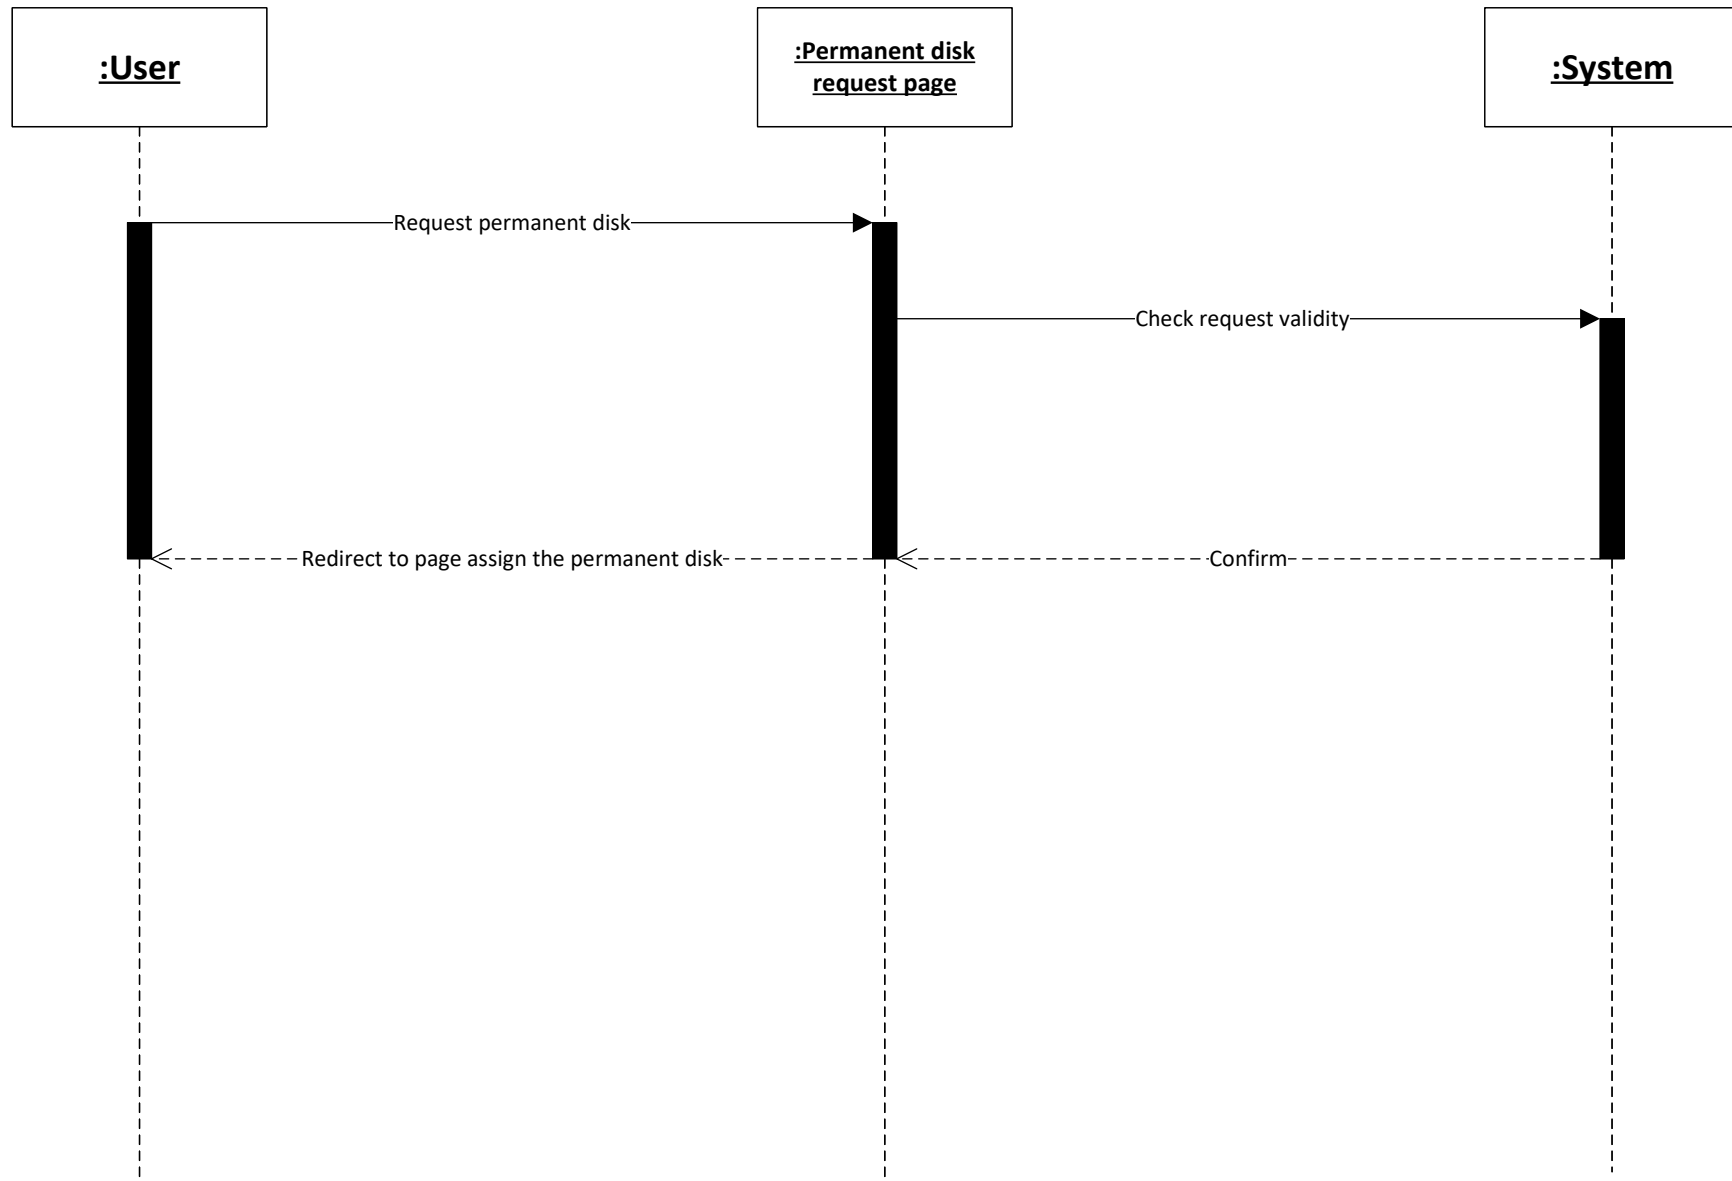 :User
:Permanent disk
request page
:System
Request permanent disk
Check request validity
Redirect to page assign the permanent disk
Confirm